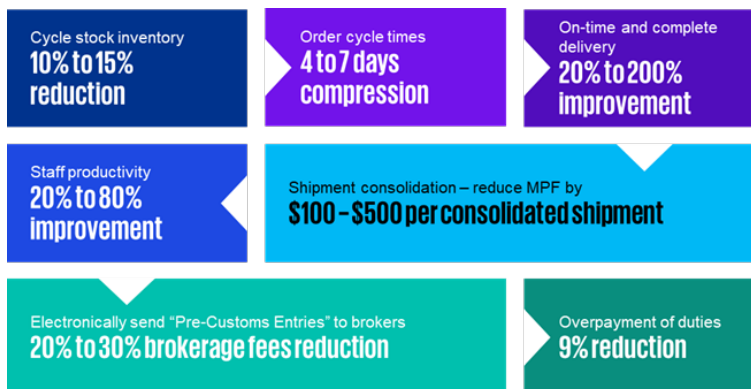 Cycle stock inventory
10% to 15%
reduction
Order cycle times
4 to 7 days
compression
On-time and complete
delivery
20% to 200%
improvement
Staff productivity
20% to 80%
improvement
Shipment consolidation – reduce MPF by
$100 – $500 per consolidated shipment
Electronically send “Pre-Customs Entries” to brokers
20% to 30% brokerage fees reduction
Overpayment of duties
9% reduction